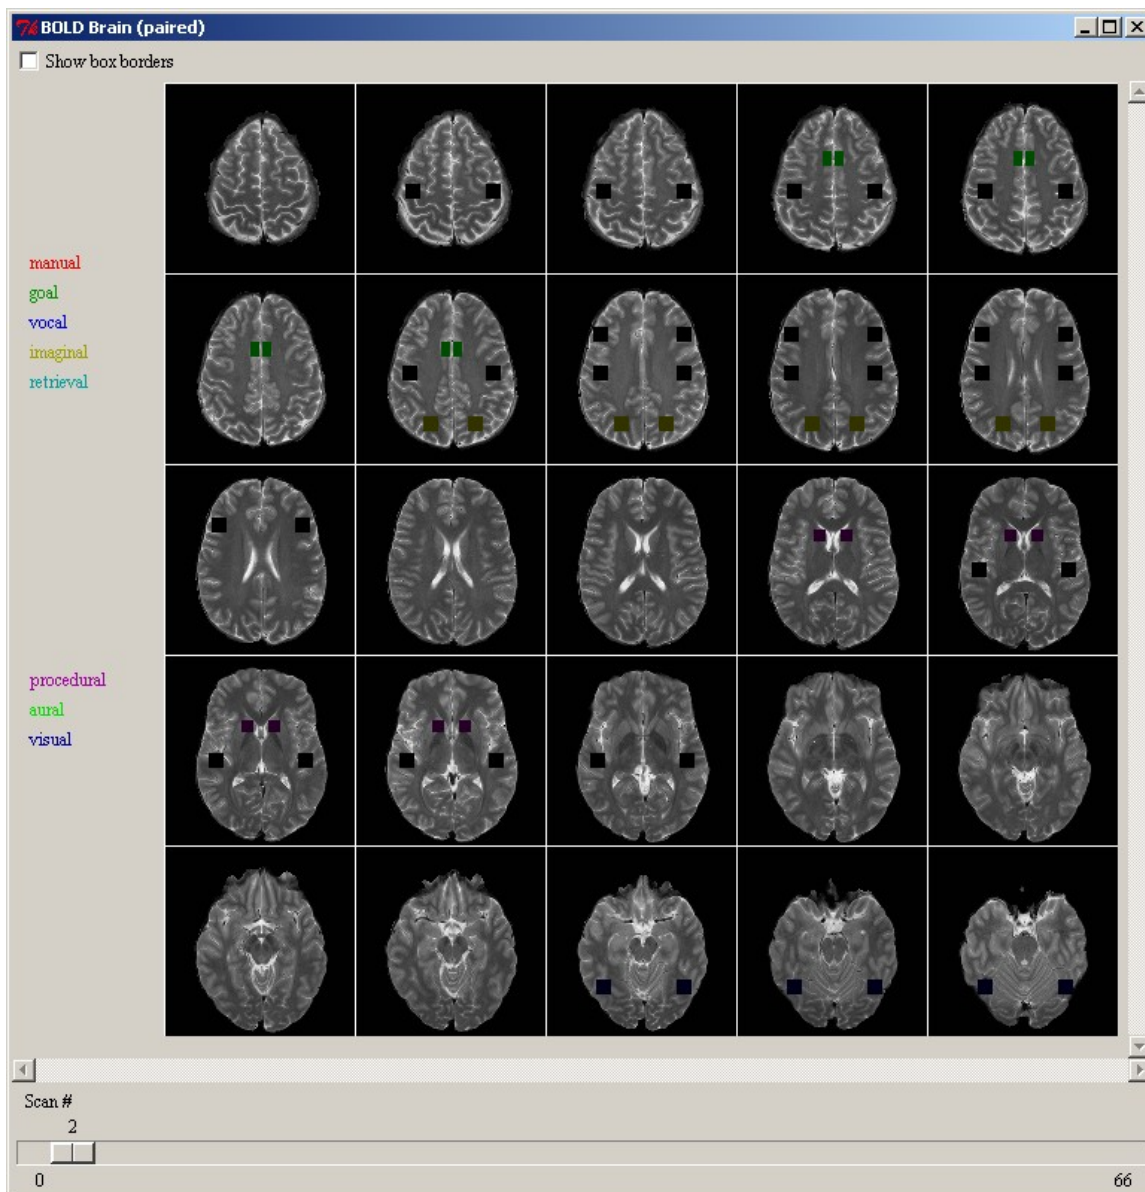 BOLD Brain (paired)
Show box borders
manual
goal
vocal
imaginal
retrieval
procedural
aural
visual
Scan #
2
0 66